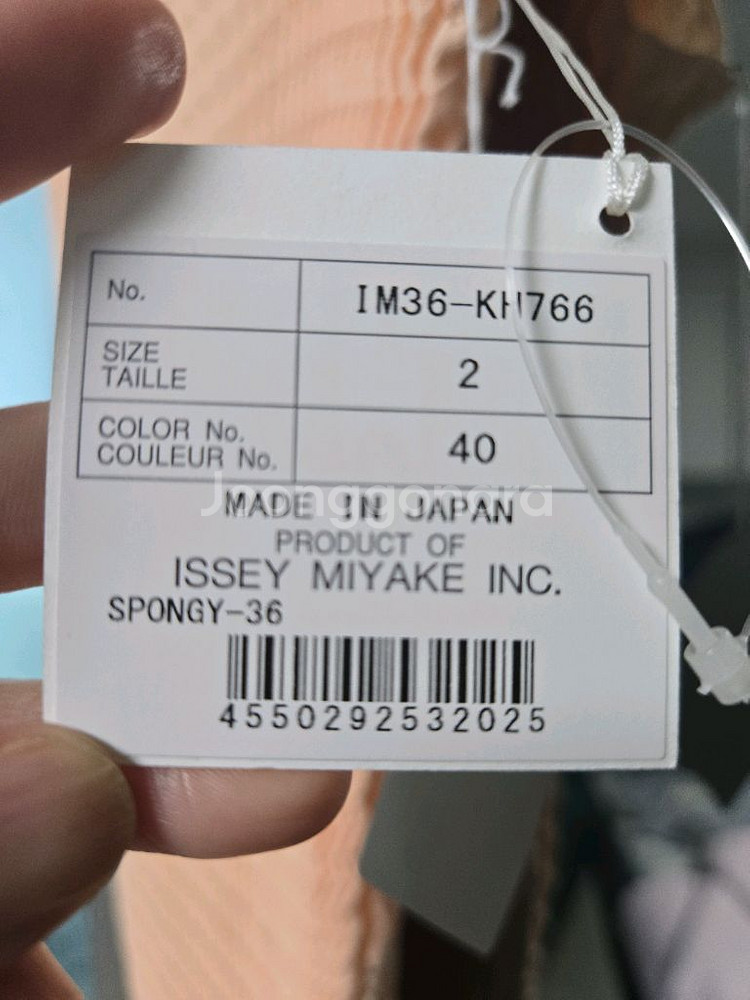 No. IM36-KH766
SIZE
TAILLE
2
COLOR No.
COULEUR No.
40
Joonggonara
MADE IN JAPAN
PRODUCT OF
ISSEY MIYAKE INC.
SPONGY-36
4550292532025